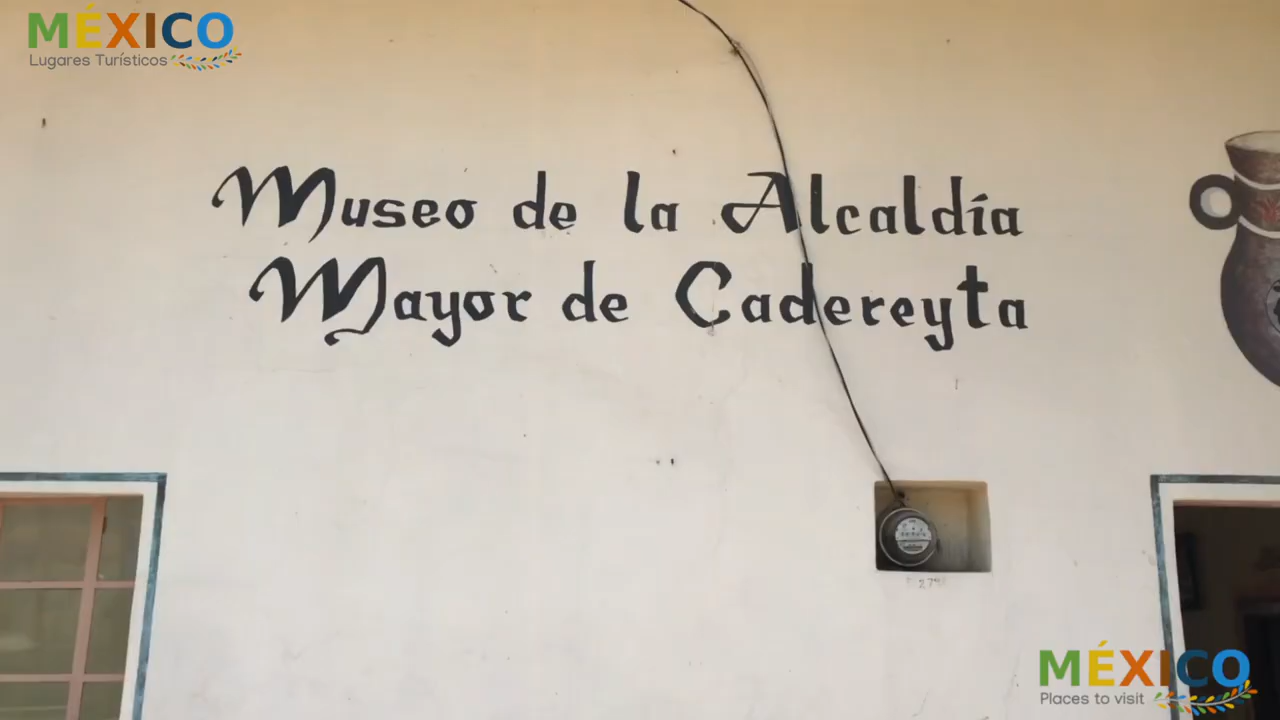 MÉXICO
Lugares Turísticos
Museo de la Alcaldía
Mayor de Cadereyta
MÉXICO
Places to visit